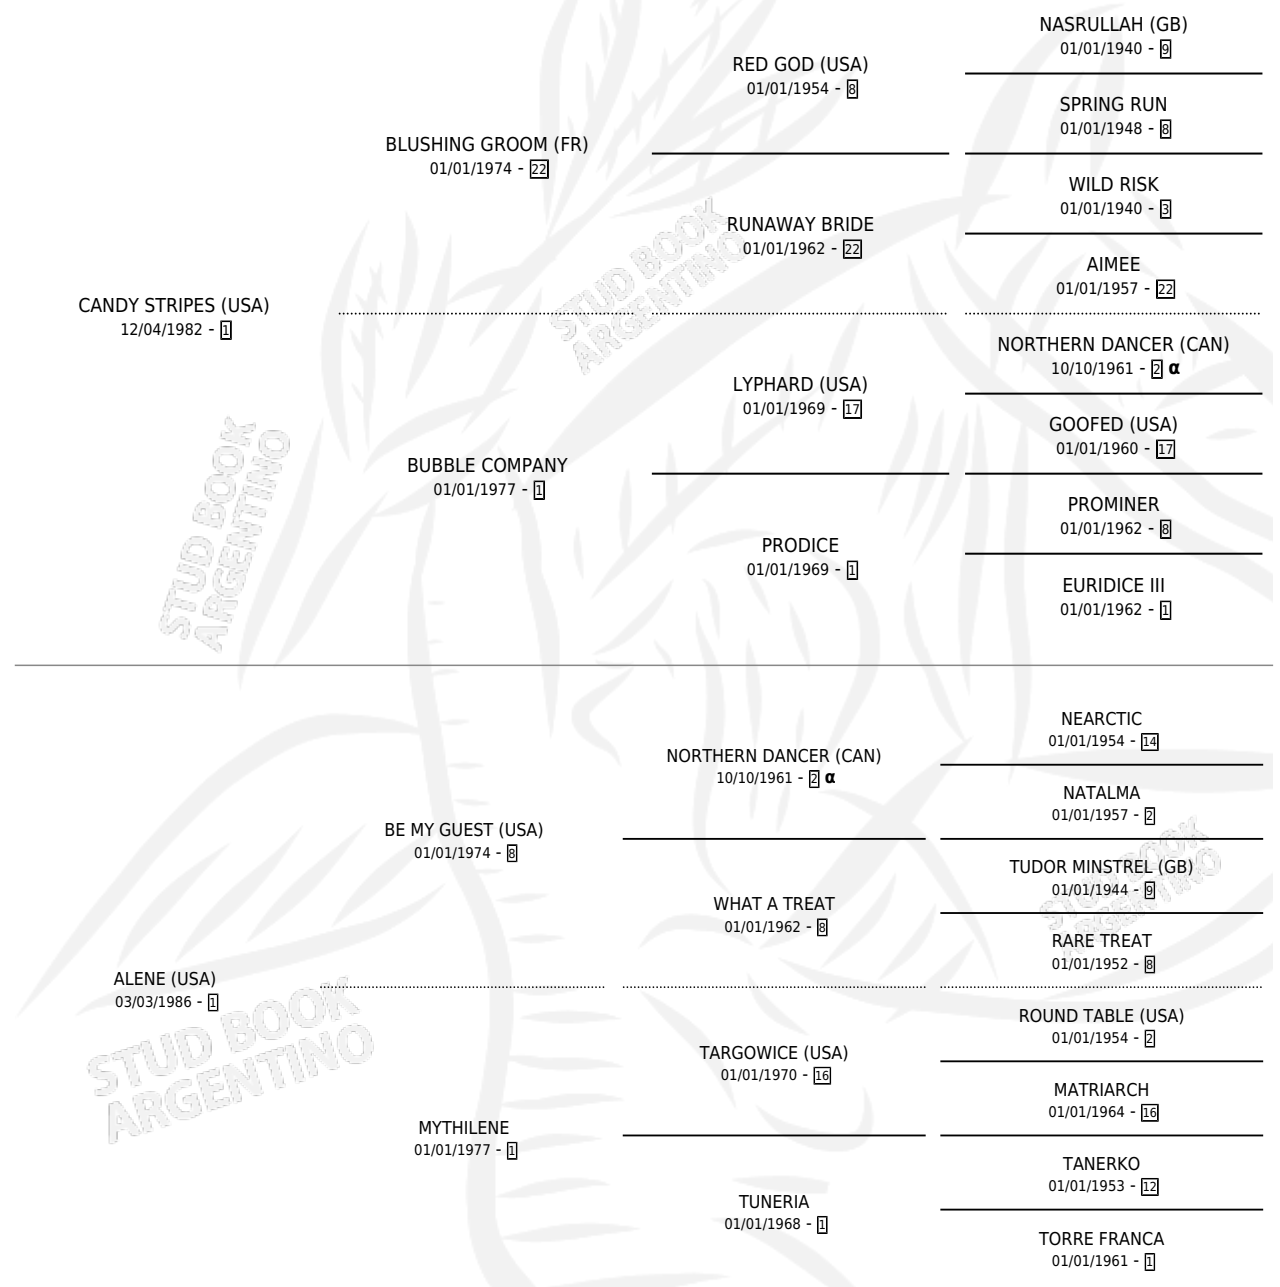 NASRULLAH (GB)
01/01/1940 - 9
RED GOD (USA)
01/01/1954 - 8
SPRING RUN
01/01/1948 - 8
BLUSHING GROOM (FR)
01/01/1974 - 22
WILD RISK
01/01/1940 - 3
RUNAWAY BRIDE
01/01/1962 - 22
AIMEE
01/01/1957 - 22
CANDY STRIPES (USA)
12/04/1982 - 1
NORTHERN DANCER (CAN)
10/10/1961 - 2 α
LYPHARD (USA)
01/01/1969 - 17
GOOFED (USA)
01/01/1960 - 17
BUBBLE COMPANY
01/01/1977 - 1
PROMINER
01/01/1962 - 8
PRODICE
01/01/1969 - 1
EURIDICE III
01/01/1962 - 1
NEARCTIC
01/01/1954 - 14
NORTHERN DANCER (CAN)
10/10/1961 - 2 α
NATALMA
01/01/1957 - 2
BE MY GUEST (USA)
01/01/1974 - 8
TUDOR MINSTREL (GB)
01/01/1944 - 9
WHAT A TREAT
01/01/1962 - 8
RARE TREAT
01/01/1952 - 8
ALENE (USA)
03/03/1986 - 1
ROUND TABLE (USA)
01/01/1954 - 2
TARGOWICE (USA)
01/01/1970 - 16
MATRIARCH
01/01/1964 - 16
MYTHILENE
01/01/1977 - 1
TANERKO
01/01/1953 - 12
TUNERIA
01/01/1968 - 1
TORRE FRANCA
01/01/1961 - 1
STUD BOOK
ARGENTINO
STUD BOOK
ARGENTINO
STUD BOOK
ARGENTINO
STUD BOOK
ARGENTINO